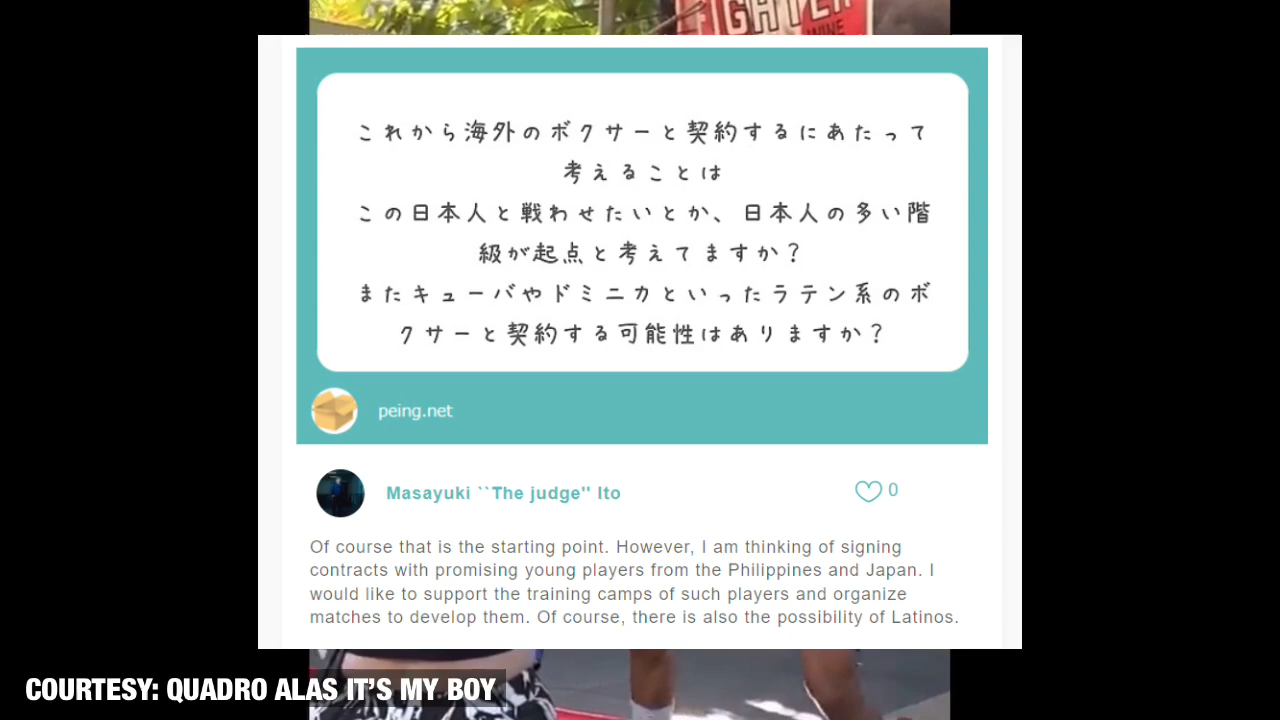 GHTER
WINE
これから海外のボクサーと契約するにあたって
考えることは
この日本人と戦わせたいとか、日本人の多い階
級が起点と考えてますか？
またキューバやドミニカといったラテン系のボ
クサーと契約する可能性はありますか？
peing.net
Masayuki ``The judge'' Ito
0
Of course that is the starting point. However, I am thinking of signing
contracts with promising young players from the Philippines and Japan. I
would like to support the training camps of such players and organize
matches to develop them. Of course, there is also the possibility of Latinos.
COURTESY: QUADRO ALAS IT’S MY BOY